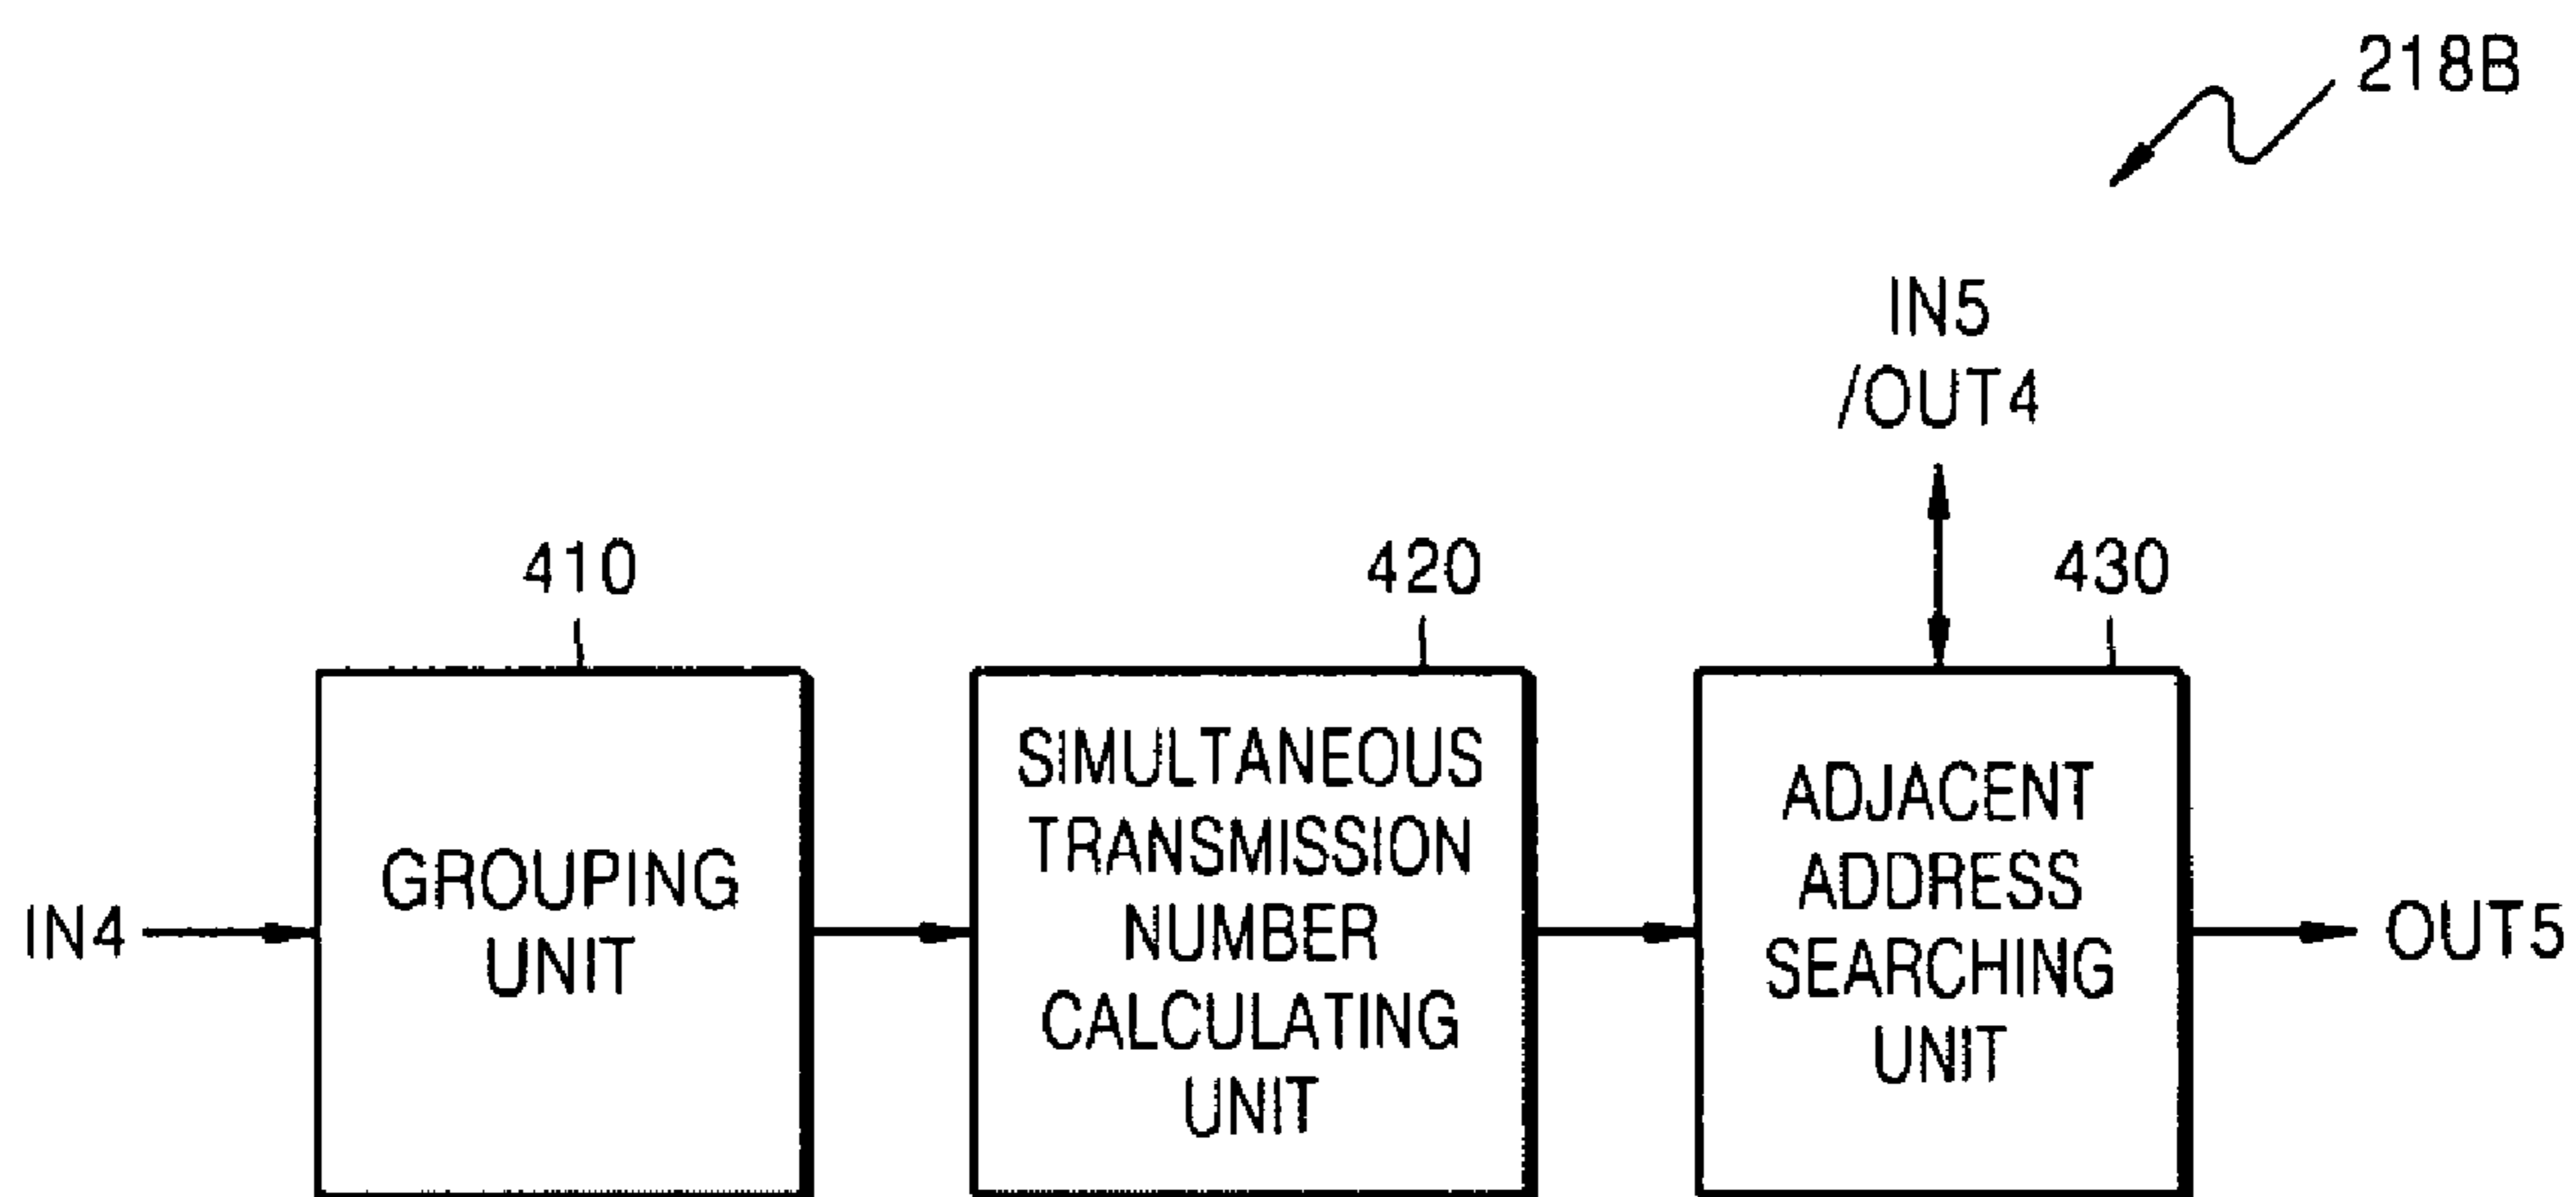 218B
IN5
/OUT4
410
420
430
IN4
GROUPING
UNIT
SIMULTANEOUS
TRANSMISSION
NUMBER
CALCULATING
UNIT
ADJACENT
ADDRESS
SEARCHING
UNIT
OUT5